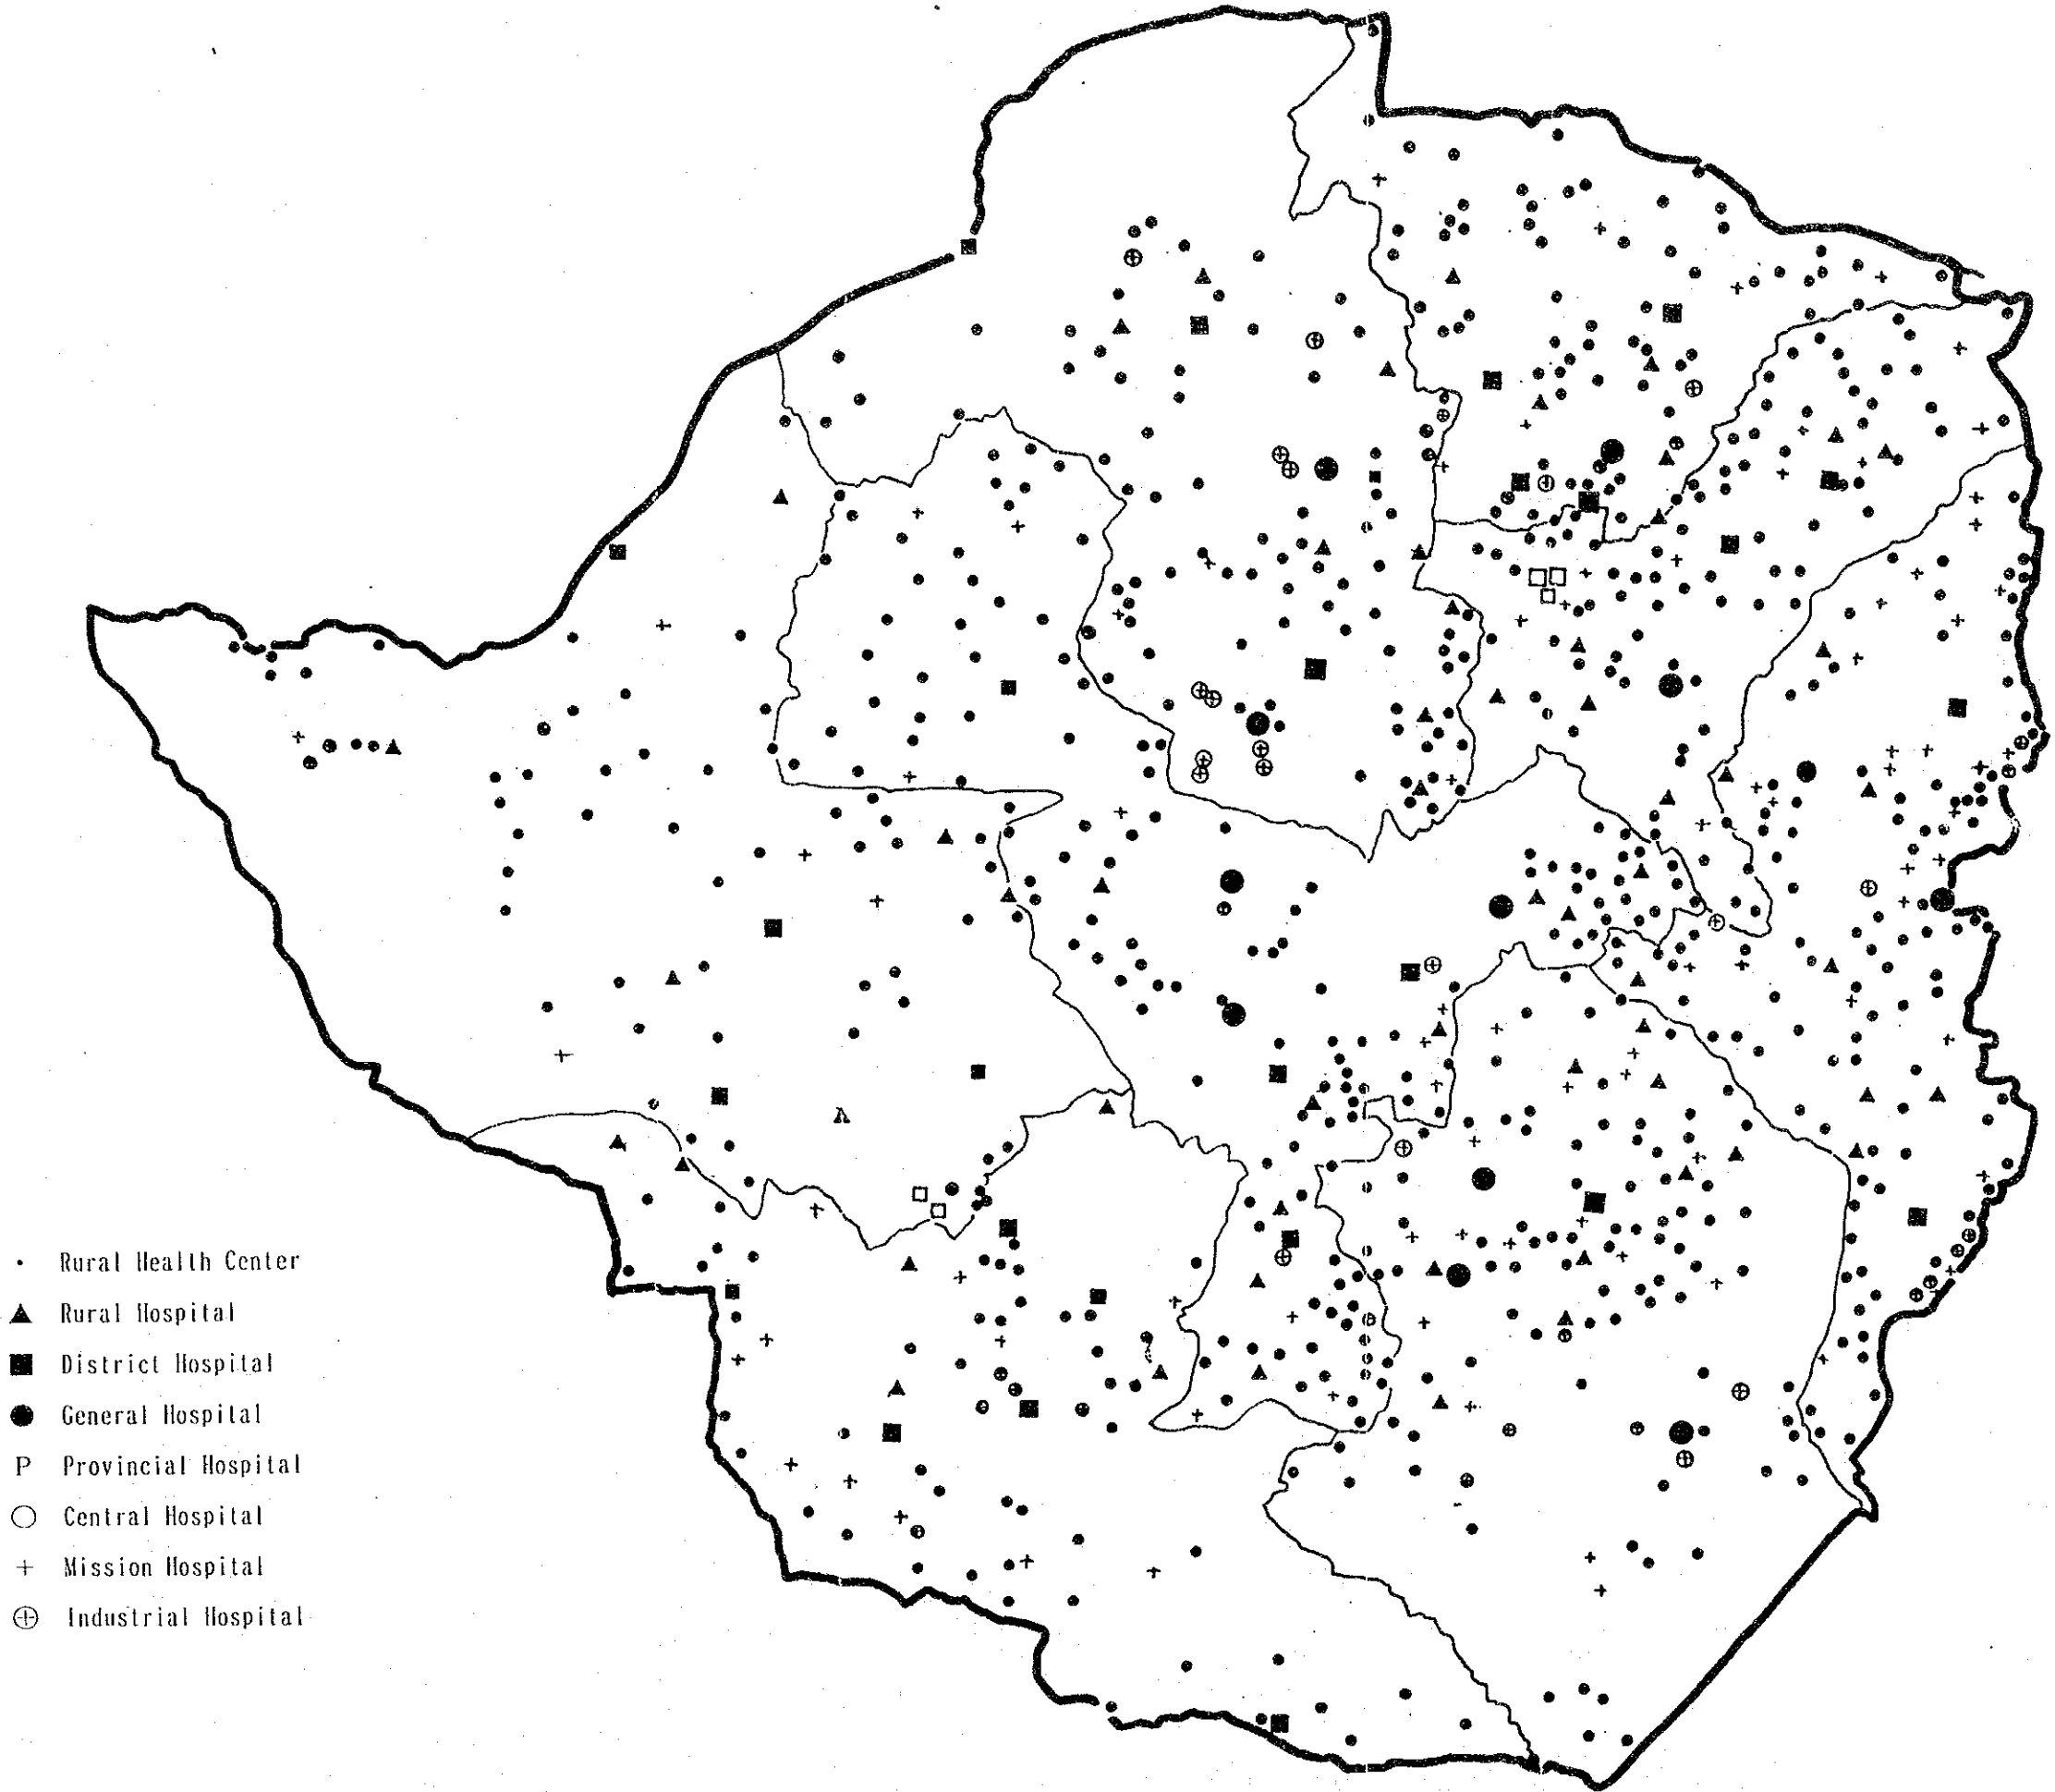 Rural Health Center
Rural Hospital
District Hospital
General Hospital
P Provincial Hospital
Central Hospital
Mission Hospital
Industrial Hospital